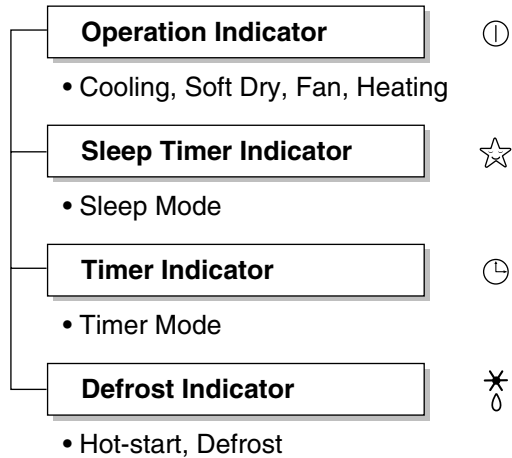 Operation Indicator
• Cooling, Soft Dry, Fan, Heating
Sleep Timer Indicator
• Sleep Mode
Timer Indicator
• Timer Mode
Defrost Indicator
• Hot-start, Defrost